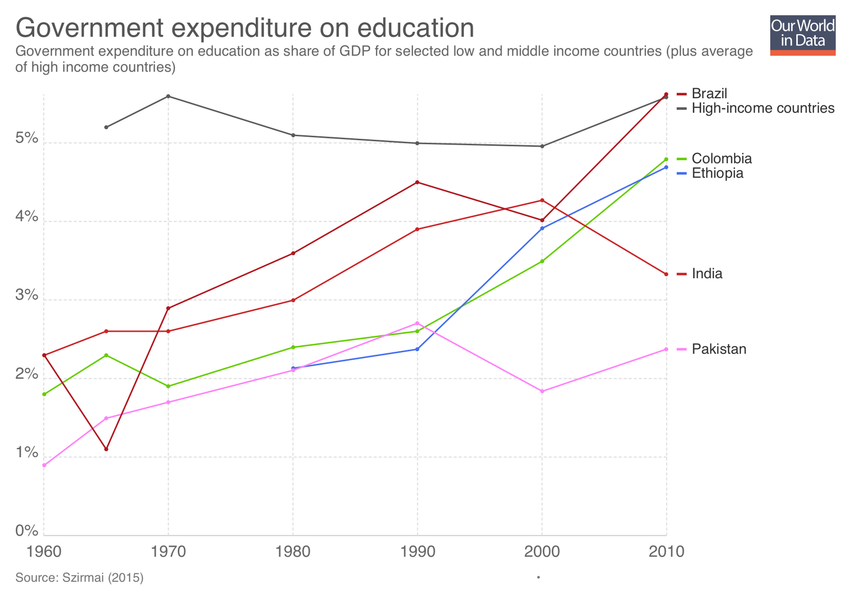 Government expenditure on education
Government expenditure on education as share of GDP for selected low and middle income countries (plus average
of high income countries)
Our World
in Data
Brazil
High-income countries
5%
Colombia
Ethiopia
4%
India
3%
Pakistan
2%
1%
0%
1960 1970 1980 1990 2000 2010
Source: Szirmai (2015)